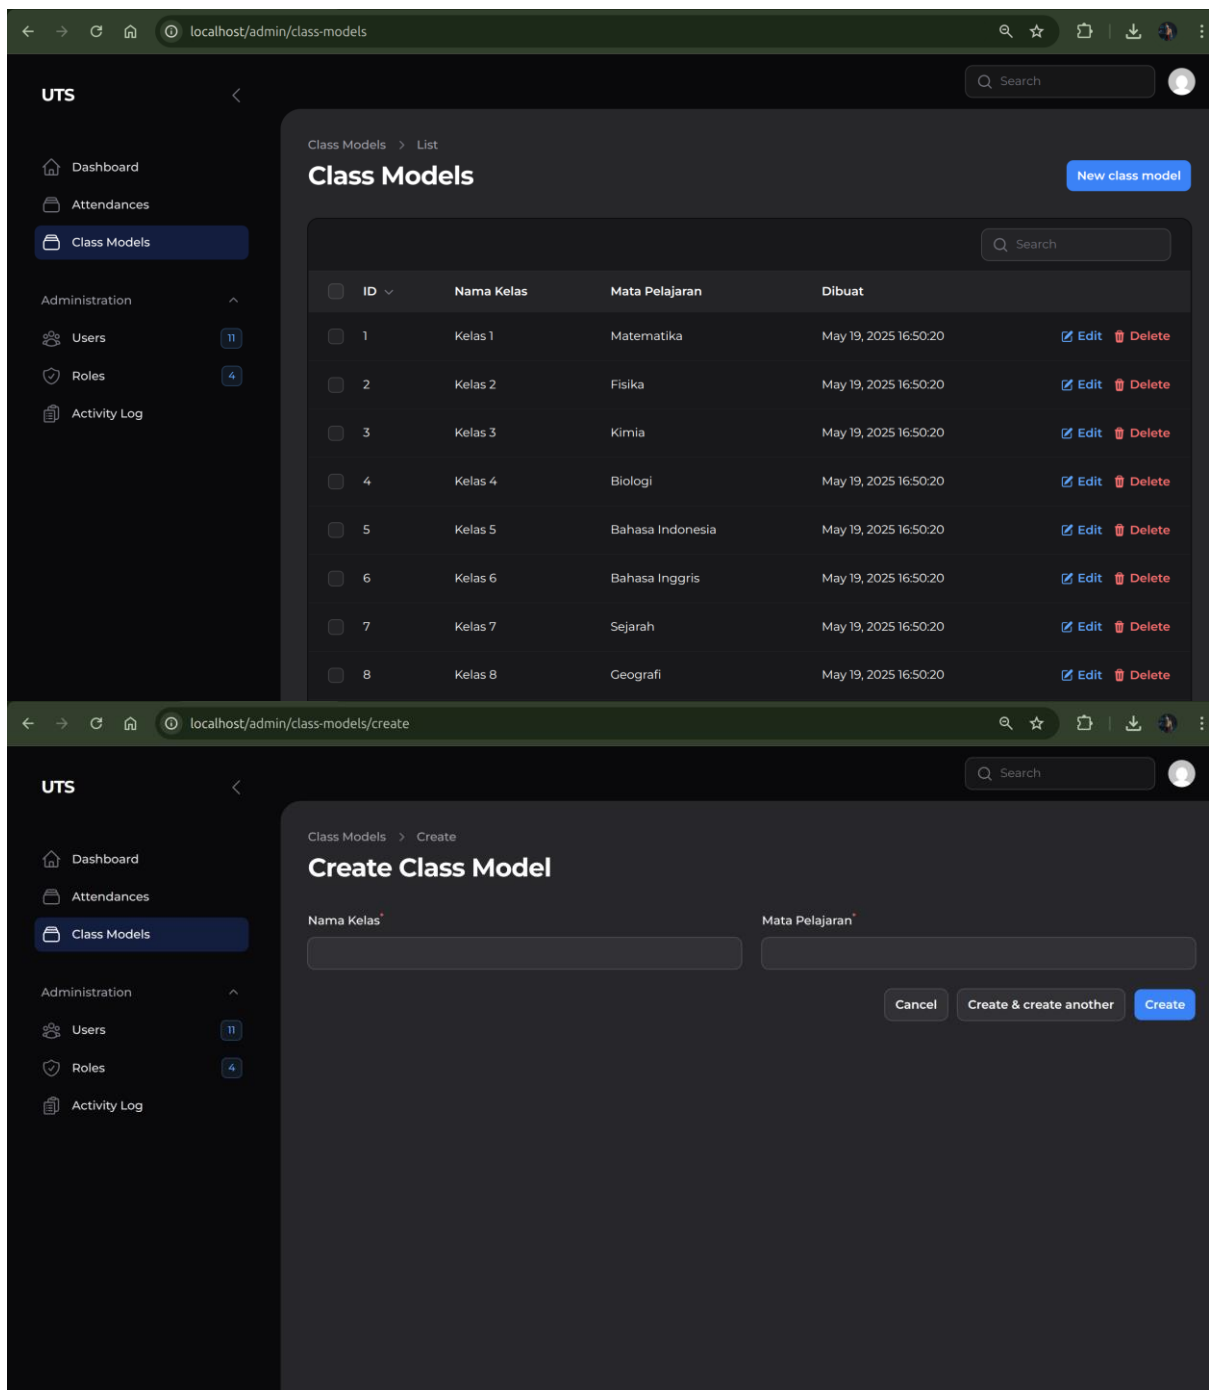 localhost/admin/class-models
UTS
Search
Dashboard
Attendances
Class Models
Administration
Users 11
Roles 4
Activity Log
Class Models > List
Class Models
New class model
Search
ID Nama Kelas Mata Pelajaran Dibuat
1 Kelas 1 Matematika May 19, 2025 16:50:20 Edit Delete
2 Kelas 2 Fisika May 19, 2025 16:50:20 Edit Delete
3 Kelas 3 Kimia May 19, 2025 16:50:20 Edit Delete
4 Kelas 4 Biologi May 19, 2025 16:50:20 Edit Delete
5 Kelas 5 Bahasa Indonesia May 19, 2025 16:50:20 Edit Delete
6 Kelas 6 Bahasa Inggris May 19, 2025 16:50:20 Edit Delete
7 Kelas 7 Sejarah May 19, 2025 16:50:20 Edit Delete
8 Kelas 8 Geografi May 19, 2025 16:50:20 Edit Delete
localhost/admin/class-models/create
UTS
Search
Dashboard
Attendances
Class Models
Administration
Users 11
Roles 4
Activity Log
Class Models > Create
Create Class Model
Nama Kelas* Mata Pelajaran*
Cancel Create & create another Create